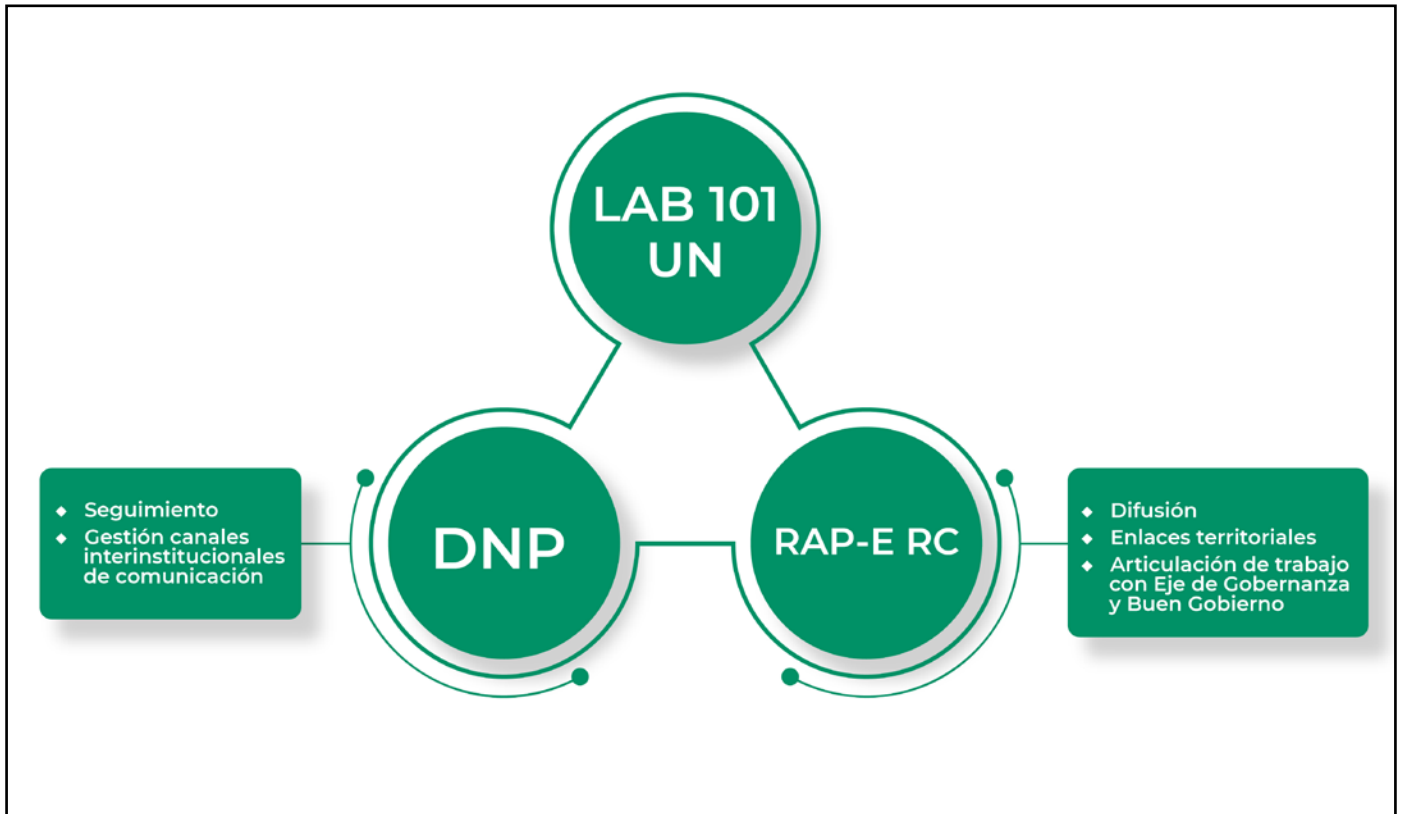 LAB 101
UN
DNP
RAP-E RC
◆ Seguimiento
◆ Gestión canales
interinstitucionales
de comunicación
◆ Difusión
◆ Enlaces territoriales
◆ Articulación de trabajo
con Eje de Gobernanza
y Buen Gobierno